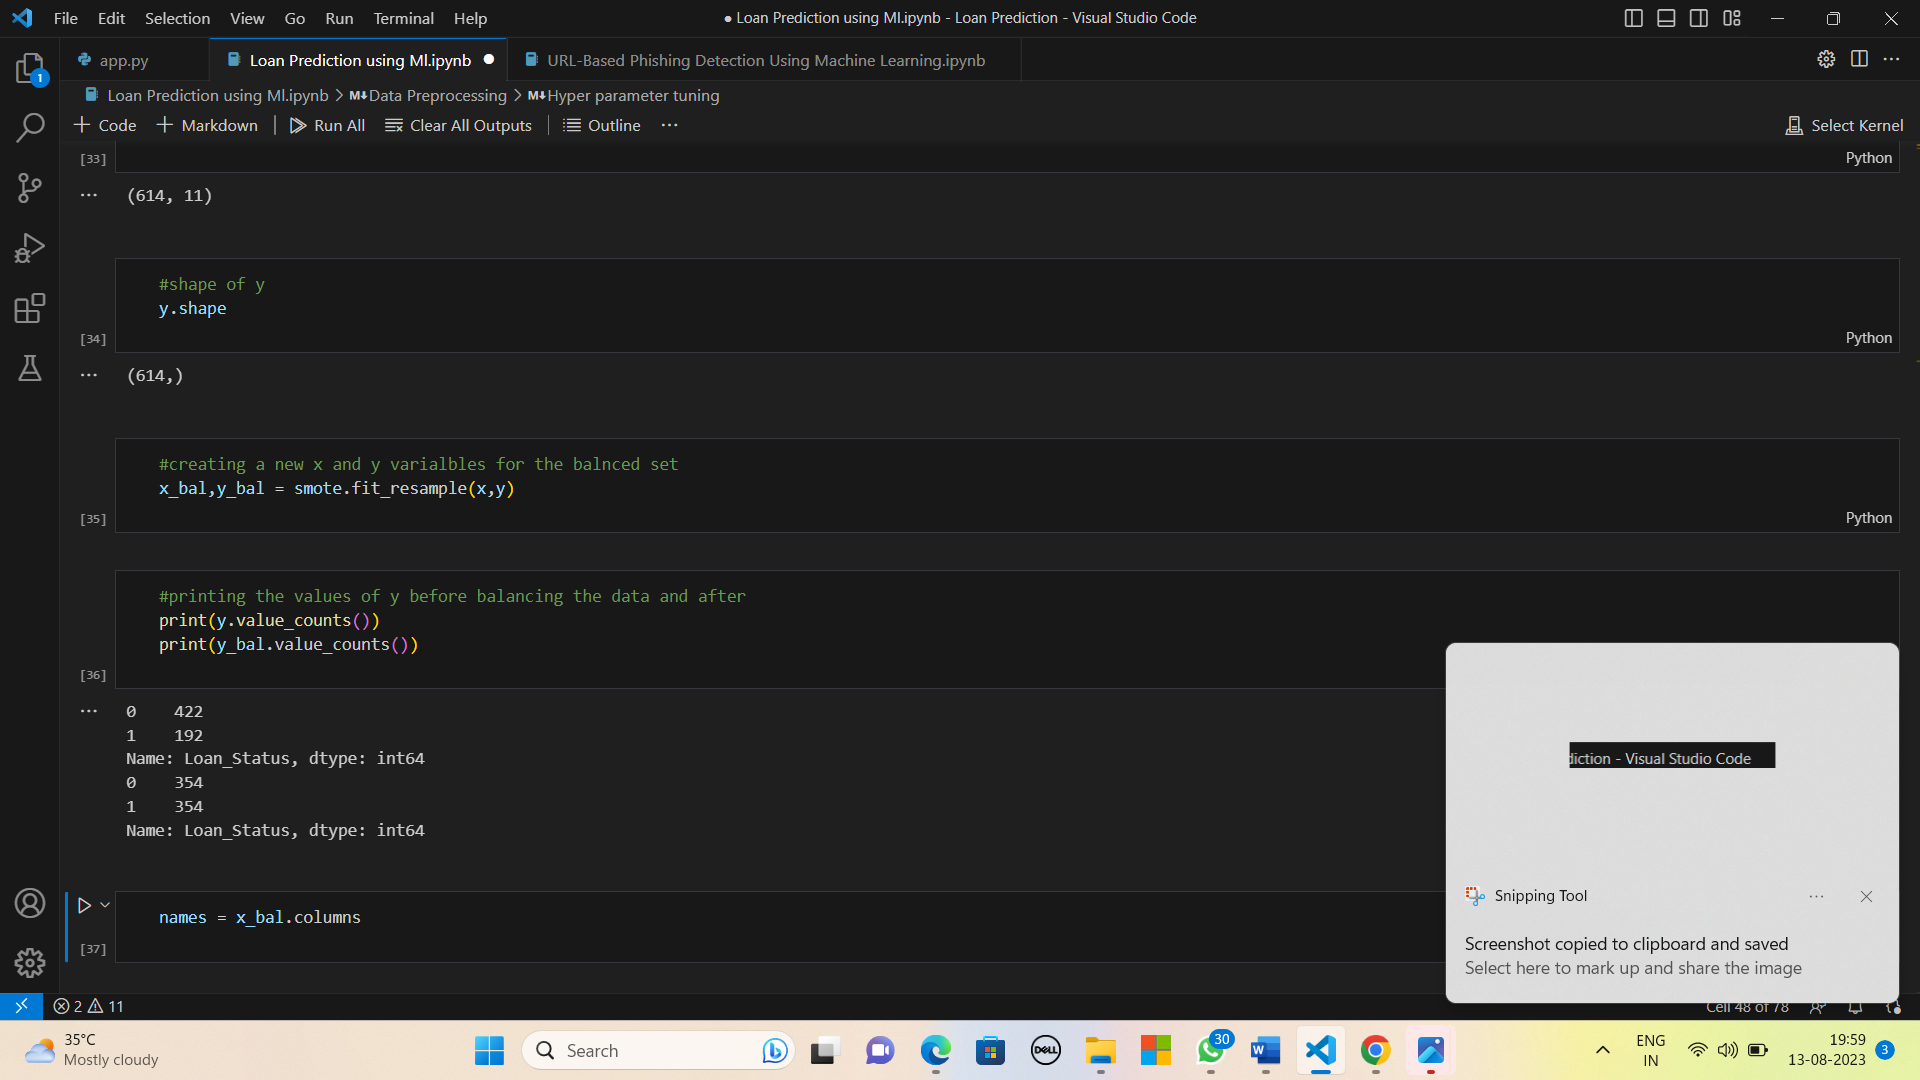 File Edit Selection View Go Run Terminal Help
● Loan Prediction using Ml.ipynb - Loan Prediction - Visual Studio Code
app.py
Loan Prediction using Ml.ipynb ●
URL-Based Phishing Detection Using Machine Learning.ipynb
1
Loan Prediction using Ml.ipynb > M↓Data Preprocessing > M↓Hyper parameter tuning
+ Code + Markdown | Run All Clear All Outputs | Outline ...
Select Kernel
[33]
Python
... (614, 11)
#shape of y
y.shape
[34]
Python
... (614,)
#creating a new x and y varialbles for the balnced set
x_bal,y_bal = smote.fit_resample(x,y)
[35]
Python
#printing the values of y before balancing the data and after
print(y.value_counts())
print(y_bal.value_counts())
[36]
... 0    422
1    192
Name: Loan_Status, dtype: int64
0    354
1    354
Name: Loan_Status, dtype: int64
names = x_bal.columns
[37]
diction - Visual Studio Code
Snipping Tool
...
Screenshot copied to clipboard and saved
Select here to mark up and share the image
2 11
Cell 48 of 78
35°C
Mostly cloudy
Search
DELL
30
W
ENG
IN
19:59
13-08-2023
3